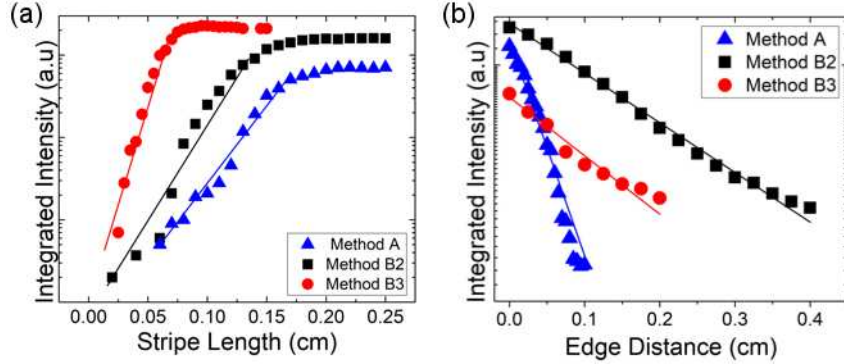 (a)
Integrated Intensity (a.u)
Method A
Method B2
Method B3
0.00 0.05 0.10 0.15 0.20 0.25
Stripe Length (cm)
(b)
Integrated Intensity (a.u)
Method A
Method B2
Method B3
0.0 0.1 0.2 0.3 0.4
Edge Distance (cm)